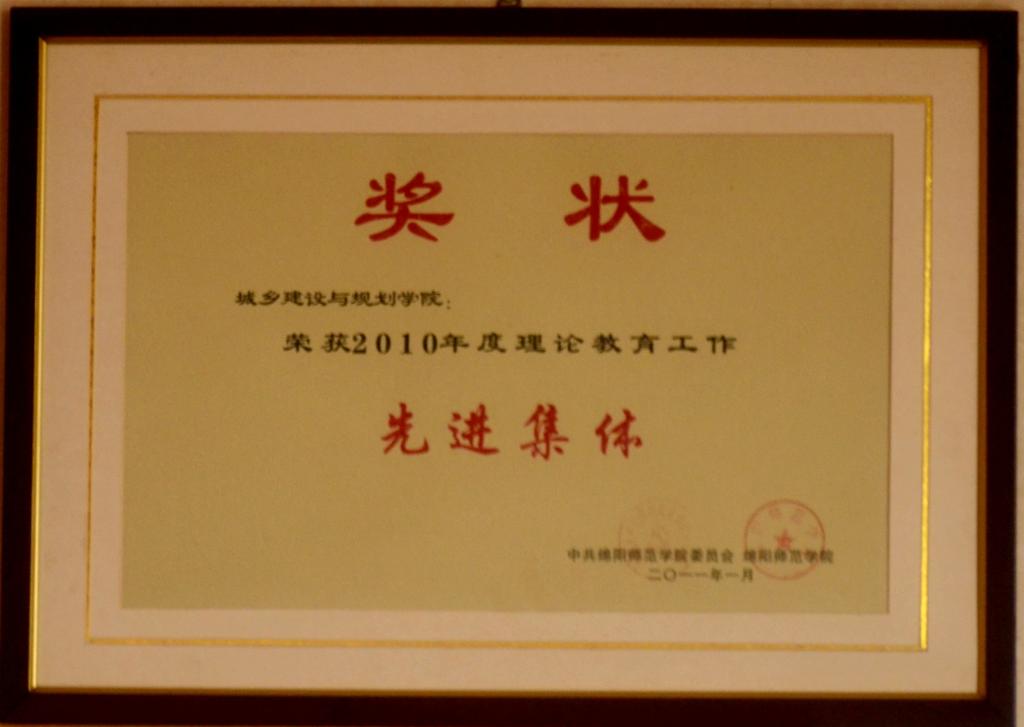 奖 状
城乡建设与规划学院：
荣获2010年度理论教育工作
先进集体
中共绵阳师范学院委员会 绵阳师范学院
二〇一一年一月